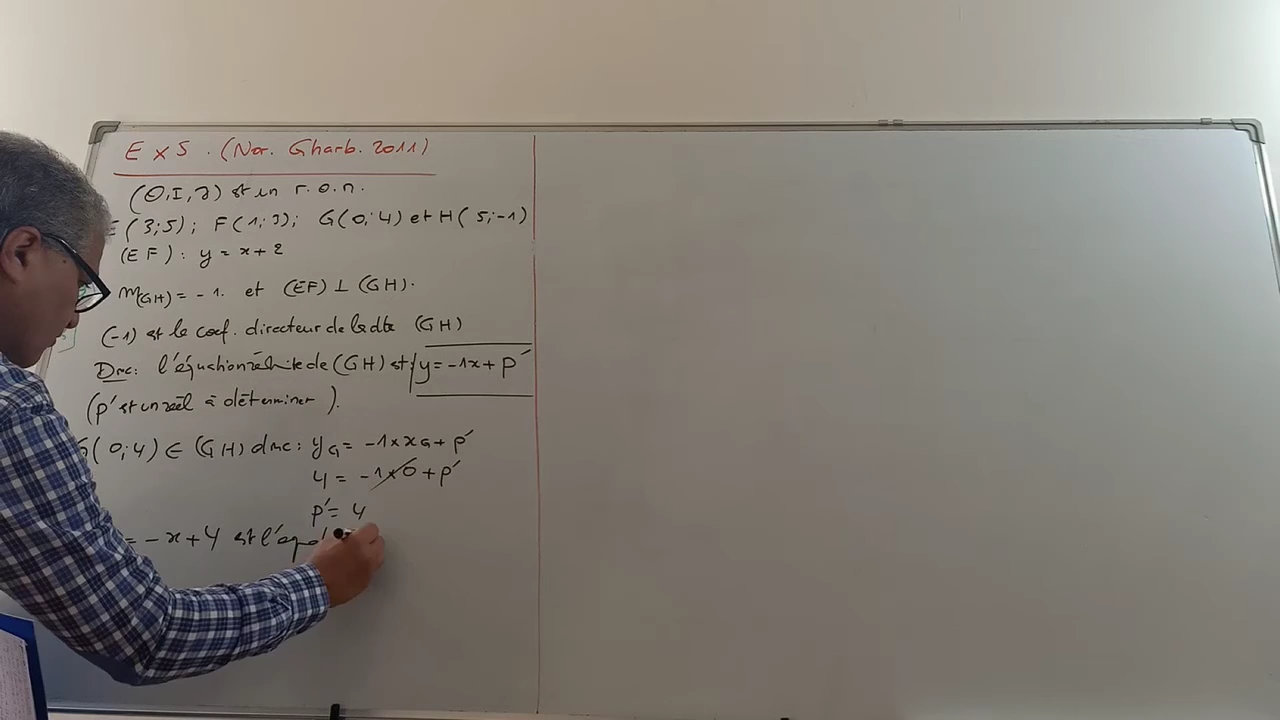 Ex 5. (Nor. Gharb. 2011)
(O,I,J) est un r. o. n.
E(3;5); F(1;3); G(0;4) et H(5;-1)
(EF): y = x + 2
m(GH) = -1. et (EF) ⊥ (GH).
(-1) est le coef. directeur de la dte (GH)
Donc: l'équation réduite de (GH) est y = -1x + p'
(p' est un réel à déterminer).
G(0;4) ∈ (GH) donc: yG = -1 × xG + p'
4 = -1×0 + p'
p' = 4
= -x + 4 est l'équa